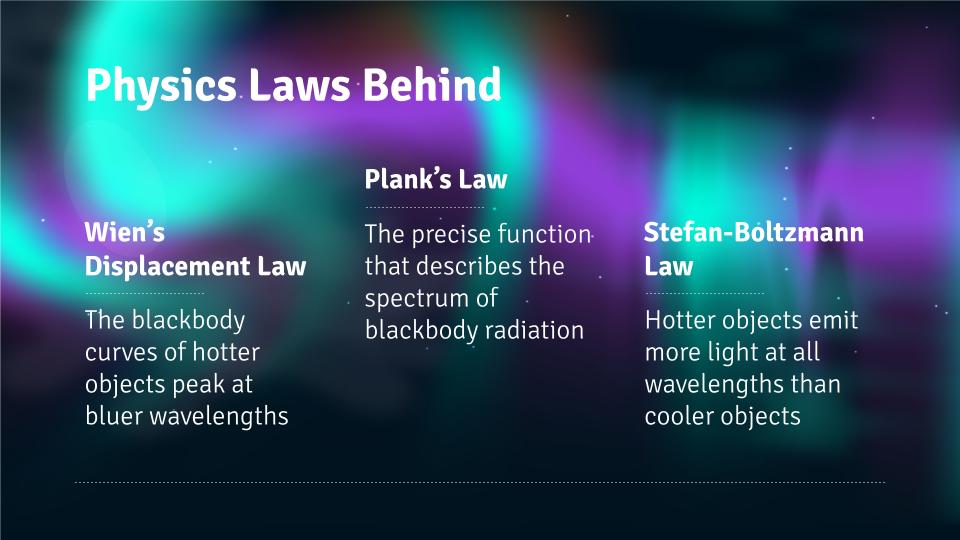 Physics Laws Behind
Wien’s
Displacement Law
The blackbody
curves of hotter
objects peak at
bluer wavelengths
Plank’s Law
The precise function
that describes the
spectrum of
blackbody radiation
Stefan-Boltzmann
Law
Hotter objects emit
more light at all
wavelengths than
cooler objects